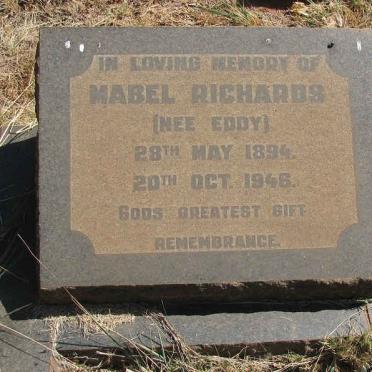 IN LOVING MEMORY OF
MABEL RICHARDS
(NEE EDDY)
28TH MAY 1894.
20TH OCT. 1946.
GODS GREATEST GIFT
REMEMBRANCE.